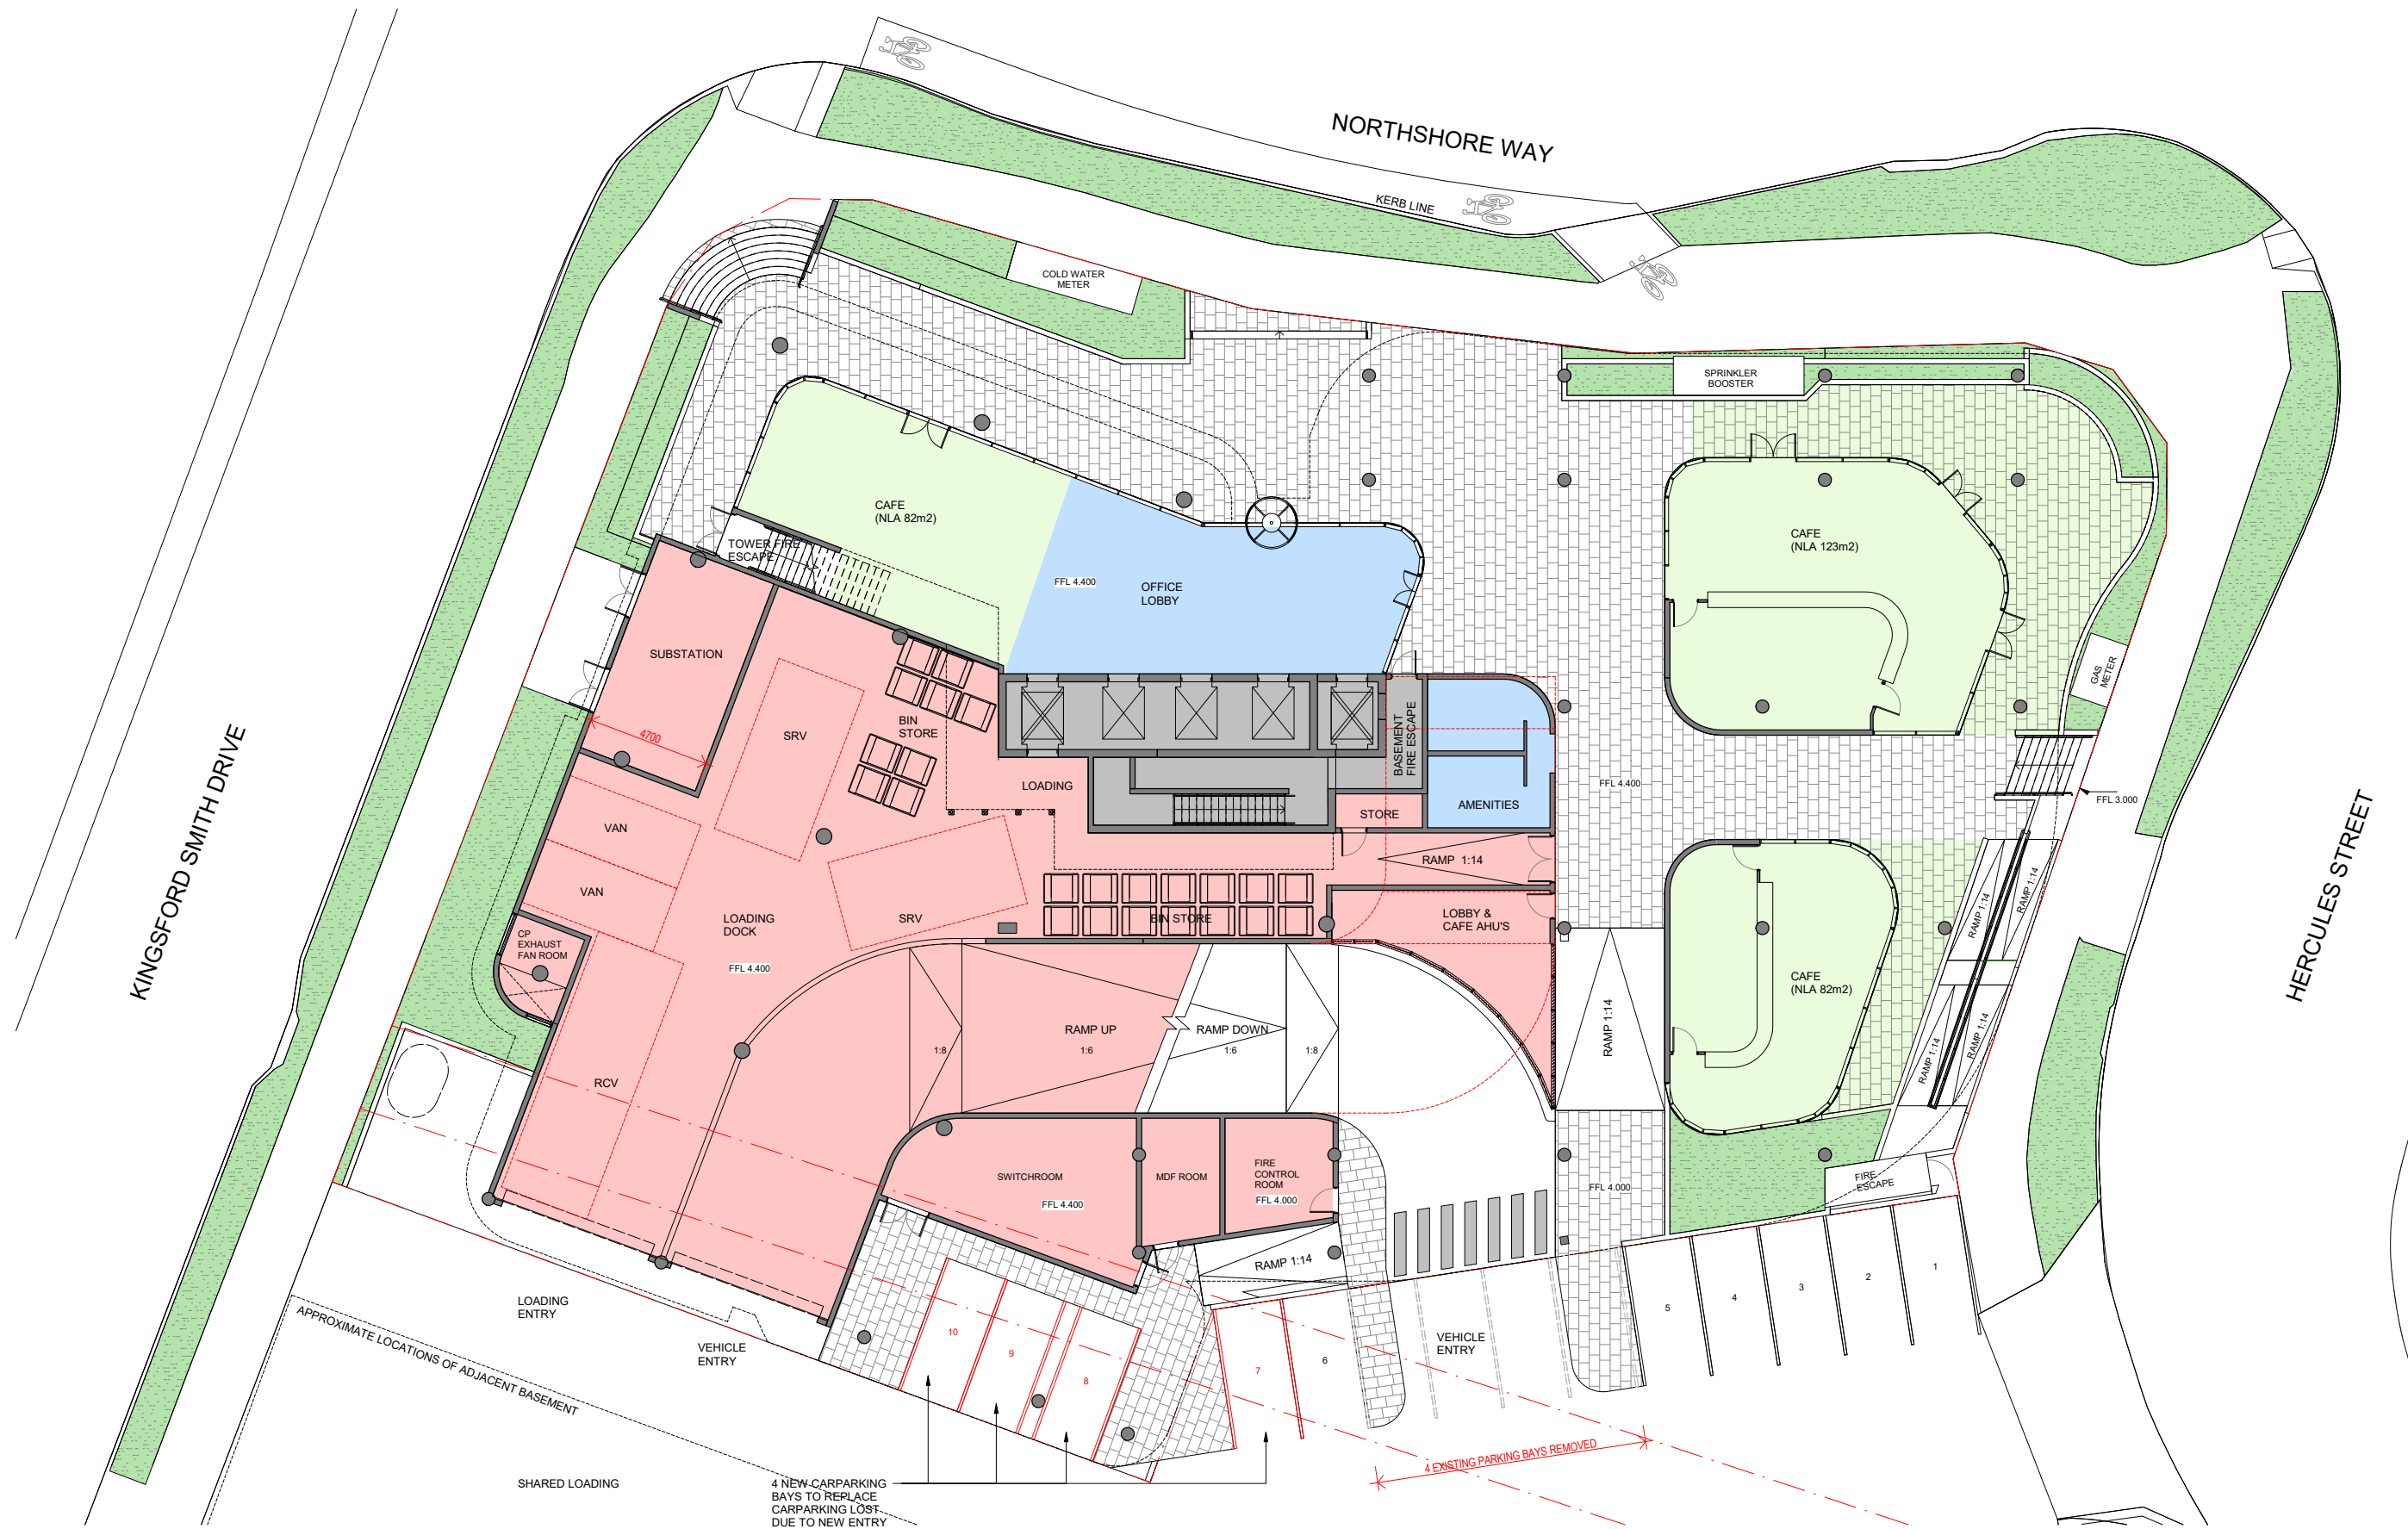 NORTHSHORE WAY
KERB LINE
COLD WATER
METER
SPRINKLER
BOOSTER
CAFE
(NLA 82m2)
TOWER FIRE
ESCAPE
FFL 4.400
OFFICE
LOBBY
CAFE
(NLA 123m2)
SUBSTATION
GAS
METER
4700
SRV
BIN
STORE
LOADING
BASEMENT
FIRE ESCAPE
STORE
AMENITIES
FFL 4.400
FFL 3.000
KINGSFORD SMITH DRIVE
HERCULES STREET
VAN
VAN
RAMP 1:14
LOADING
DOCK
SRV
BIN STORE
LOBBY &
CAFE AHU'S
CP
EXHAUST
FAN ROOM
FFL 4.400
RAMP 1:14
RAMP 1:14
CAFE
(NLA 82m2)
RAMP UP
1:6
1:8
RAMP DOWN
1:6
1:8
RAMP 1:14
RAMP 1:14
RAMP 1:14
RCV
SWITCHROOM
FFL 4.400
MDF ROOM
FIRE
CONTROL
ROOM
FFL 4.000
FFL 4.000
FIRE
ESCAPE
RAMP 1:14
LOADING
ENTRY
VEHICLE
ENTRY
APPROXIMATE LOCATIONS OF ADJACENT BASEMENT
10
9
8
7
6
VEHICLE
ENTRY
5
4
3
2
1
4 EXISTING PARKING BAYS REMOVED
SHARED LOADING
4 NEW CARPARKING
BAYS TO REPLACE
CARPARKING LOST
DUE TO NEW ENTRY